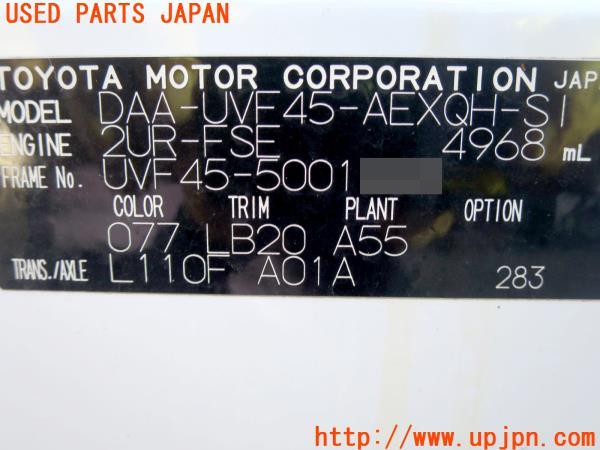 USED PARTS JAPAN
TOYOTA MOTOR CORPORATION JAPA
MODEL DAA-UVF45-AEXQH-SI
ENGINE 2UR-FSE 4968 mL
FRAME No. UVF45-5001
COLOR TRIM PLANT OPTION
077 LB20 A55
TRANS./AXLE L110F A01A 283
http://www.upjpn.com